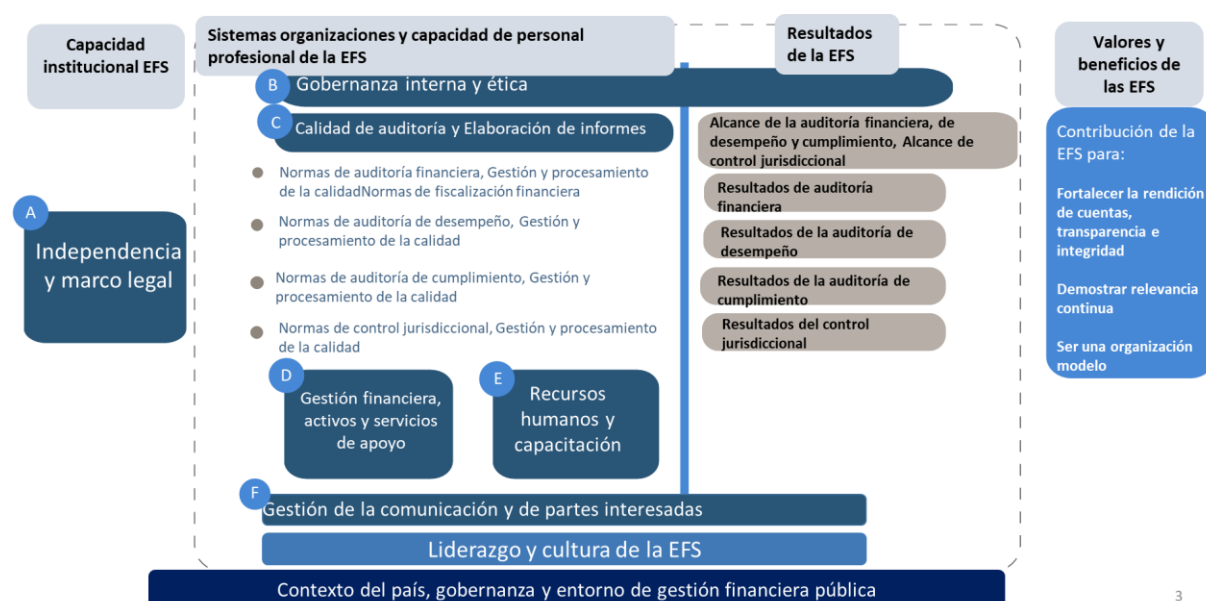 Capacidad
institucional EFS
Sistemas organizaciones y capacidad de personal
profesional de la EFS
Resultados
de la EFS
Valores y
beneficios de
las EFS
B
Gobernanza interna y ética
C
Calidad de auditoría y Elaboración de informes
Normas de auditoría financiera, Gestión y procesamiento
de la calidadNormas de fiscalización financiera
Normas de auditoría de desempeño, Gestión y
procesamiento de la calidad
Normas de auditoría de cumplimiento, Gestión y
procesamiento de la calidad
Normas de control jurisdiccional, Gestión y procesamiento
de la calidad
Alcance de la auditoría financiera, de
desempeño y cumplimiento, Alcance de
control jurisdiccional
Resultados de auditoría
financiera
Resultados de la auditoría de
desempeño
Resultados de la auditoría de
cumplimiento
Resultados del control
jurisdiccional
A
Independencia
y marco legal
Contribución de la
EFS para:
Fortalecer la rendición
de cuentas,
transparencia e
integridad
Demostrar relevancia
continua
Ser una organización
modelo
D
Gestión financiera,
activos y servicios
de apoyo
E
Recursos
humanos y
capacitación
F
Gestión de la comunicación y de partes interesadas
Liderazgo y cultura de la EFS
Contexto del país, gobernanza y entorno de gestión financiera pública
3